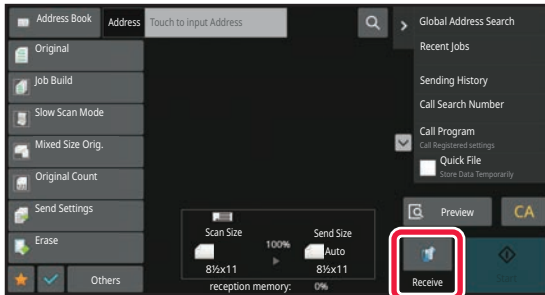 Address Book Address Touch to input Address
Original
Job Build
Slow Scan Mode
Mixed Size Orig.
Original Count
Send Settings
Erase
Others
Scan Size
100%
Send Size
Auto
8½x11
8½x11
reception memory: 0%
Global Address Search
Recent Jobs
Sending History
Call Search Number
Call Program
Call Registered settings
Quick File
Store Data Temporarily
Preview
CA
Receive
Start